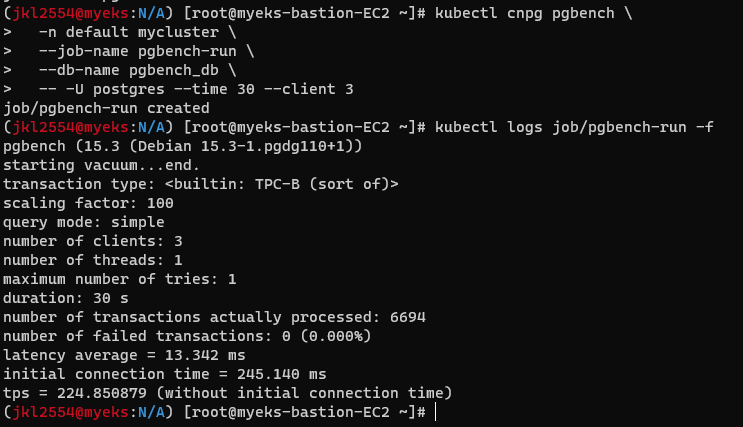 (jkl2554@myeks:N/A) [root@myeks-bastion-EC2 ~]# kubectl cnpg pgbench \
>   -n default mycluster \
>   --job-name pgbench-run \
>   --db-name pgbench_db \
>   -- -U postgres --time 30 --client 3
job/pgbench-run created
(jkl2554@myeks:N/A) [root@myeks-bastion-EC2 ~]# kubectl logs job/pgbench-run -f
pgbench (15.3 (Debian 15.3-1.pgdg110+1))
starting vacuum...end.
transaction type: <builtin: TPC-B (sort of)>
scaling factor: 100
query mode: simple
number of clients: 3
number of threads: 1
maximum number of tries: 1
duration: 30 s
number of transactions actually processed: 6694
number of failed transactions: 0 (0.000%)
latency average = 13.342 ms
initial connection time = 245.140 ms
tps = 224.850879 (without initial connection time)
(jkl2554@myeks:N/A) [root@myeks-bastion-EC2 ~]#